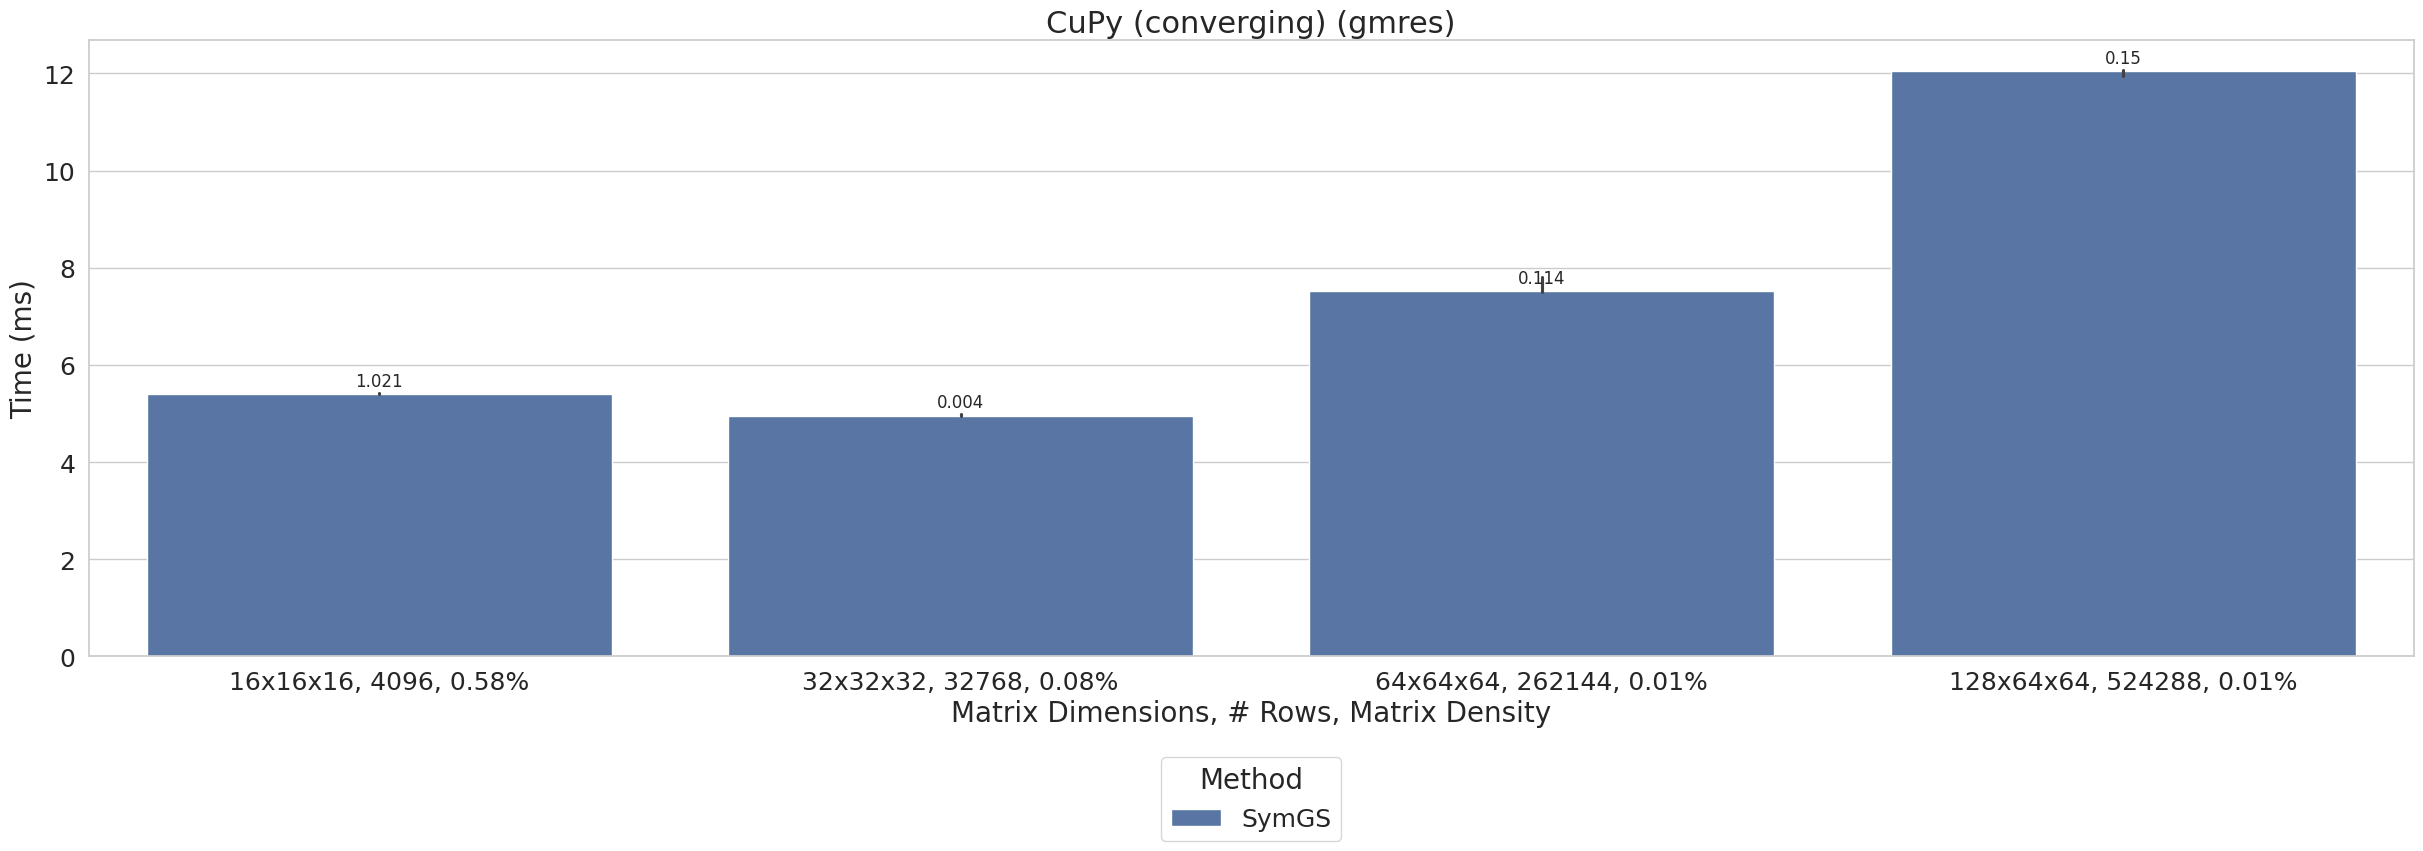 CuPy (converging) (gmres)
Time (ms)
12
10
8
6
4
2
0
1.021
0.004
0.114
0.15
16x16x16, 4096, 0.58%
32x32x32, 32768, 0.08%
64x64x64, 262144, 0.01%
128x64x64, 524288, 0.01%
Matrix Dimensions, # Rows, Matrix Density
Method
SymGS